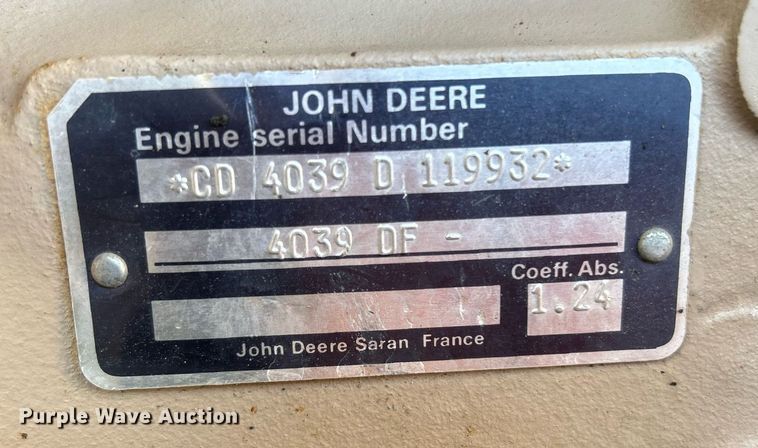 JOHN DEERE
Engine serial Number
*CD 4039 D 119932*
4039 DF -
Coeff. Abs.
1.24
John Deere Saran France
Purple Wave Auction